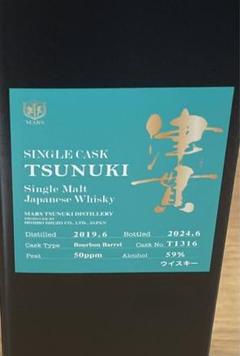 MARS
津貫
SINGLE CASK
TSUNUKI
Single Malt
Japanese Whisky
MARS TSUNUKI DISTILLERY
PRODUCED BY
HOMBO SHUZO CO., LTD., JAPAN
Distilled 2019.6 Bottled 2024.6
Cask Type Bourbon Barrel Cask No. T1316
Peat 50ppm Alcohol 59%
ウイスキー